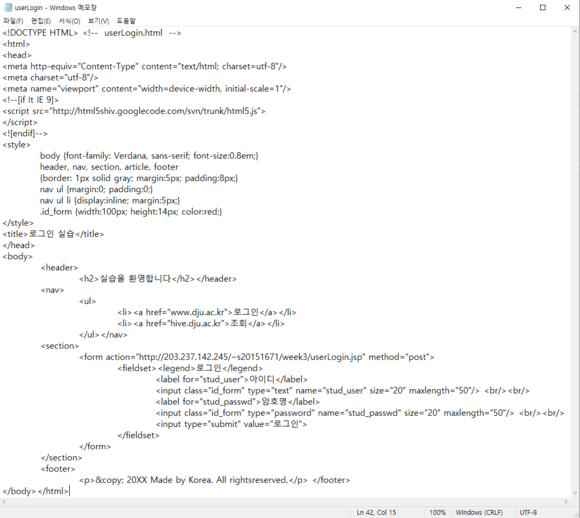 userLogin - Windows 메모장
파일(F) 편집(E) 서식(O) 보기(V) 도움말
<!DOCTYPE HTML> <!-- userLogin.html -->
<html>
<head>
<meta http-equiv="Content-Type" content="text/html; charset=utf-8"/>
<meta charset="utf-8"/>
<meta name="viewport" content="width=device-width, initial-scale=1"/>
<!--[if lt IE 9]>
<script src="http://html5shiv.googlecode.com/svn/trunk/html5.js">
</script>
<![endif]-->
<style>
body {font-family: Verdana, sans-serif; font-size:0.8em;}
header, nav, section, article, footer
{border: 1px solid gray; margin:5px; padding:8px;}
nav ul {margin:0; padding:0;}
nav ul li {display:inline; margin:5px;}
.id_form {width:100px; height:14px; color:red;}
</style>
<title>로그인 실습</title>
</head>
<body>
<header>
<h2>실습을 환영합니다</h2></header>
<nav>
<ul>
<li><a href="www.dju.ac.kr">로그인</a></li>
<li><a href="hive.dju.ac.kr">조회</a></li>
</ul></nav>
<section>
<form action="http://203.237.142.245/~s20151671/week3/userLogin.jsp" method="post">
<fieldset><legend>로그인</legend>
<label for="stud_user">아이디</label>
<input class="id_form" type="text" name="stud_user" size="20" maxlength="50"/> <br/><br/>
<label for="stud_passwd">암호명</label>
<input class="id_form" type="password" name="stud_passwd" size="20" maxlength="50"/> <br/><br/>
<input type="submit" value="로그인">
</fieldset>
</form>
</section>
<footer>
<p>&copy; 20XX Made by Korea. All rightsreserved.</p> </footer>
</body></html>
Ln 42, Col 15 100% Windows (CRLF) UTF-8